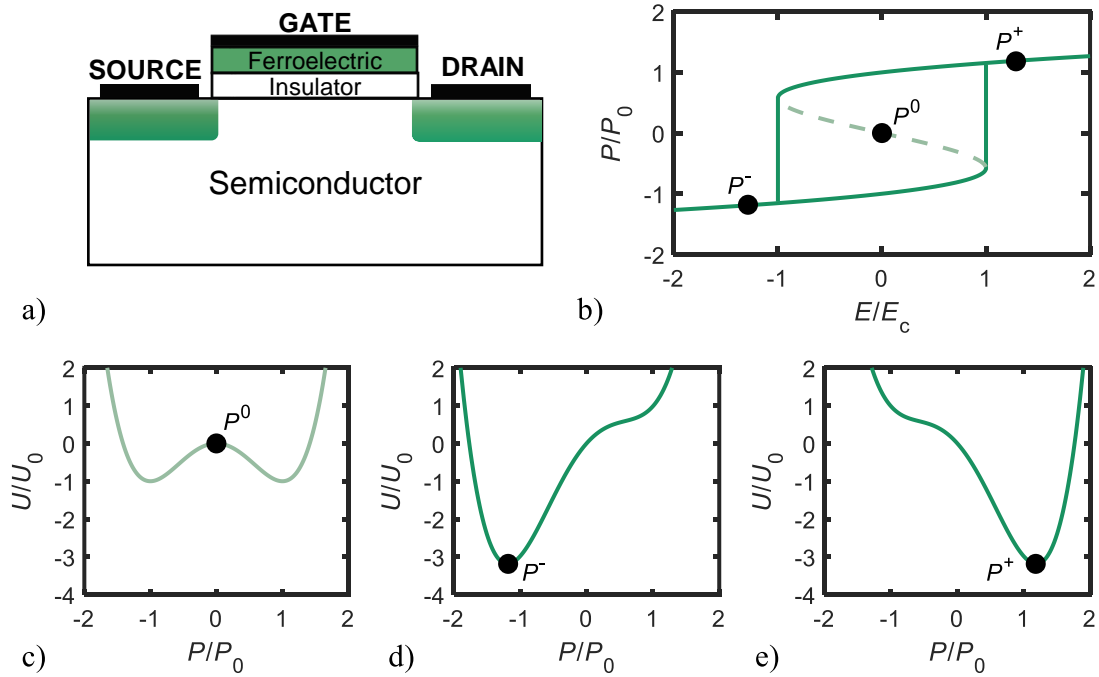 GATE
SOURCE
Ferroelectric
DRAIN
Insulator
Semiconductor
a)
2
1
0
-1
-2
P/P₀
P⁺
P⁰
P⁻
-2 -1 0 1 2
E/E_c
b)
2
1
0
-1
-2
-3
-4
U/U₀
P⁰
-2 -1 0 1 2
P/P₀
c)
2
1
0
-1
-2
-3
-4
U/U₀
P⁻
-2 -1 0 1 2
P/P₀
d)
2
1
0
-1
-2
-3
-4
U/U₀
P⁺
-2 -1 0 1 2
P/P₀
e)